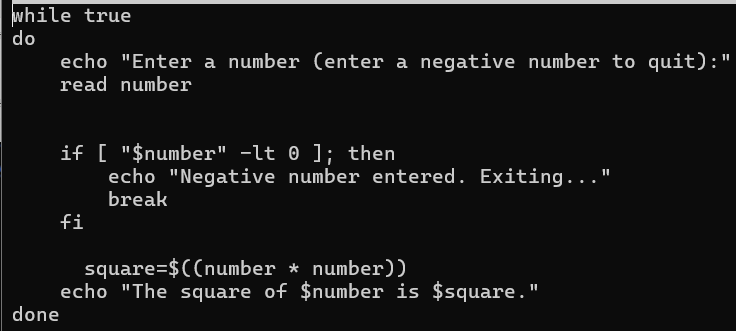 while true
do
    echo "Enter a number (enter a negative number to quit):"
    read number
    if [ "$number" -lt 0 ]; then
        echo "Negative number entered. Exiting..."
        break
    fi
      square=$((number * number))
    echo "The square of $number is $square."
done